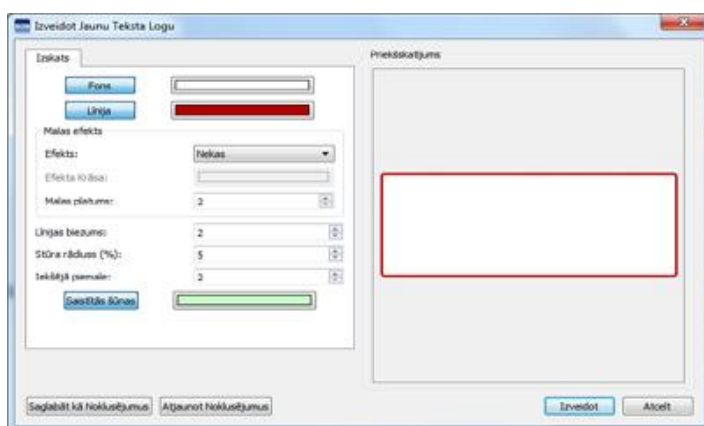 Izveidot Jaunu Teksta Logu
Izskats
Priekšskatījums
Fons
Līnija
Malas efekts
Efekts:
Nekas
Efekta Krāsa:
Malas platums:
2
Līnijas biezums:
2
Stūra rādiuss (%):
5
Iekšējā piemale:
2
Saistītās šūnas
Saglabāt kā Noklusējumus
Atjaunot Noklusējumus
Izveidot
Atcelt